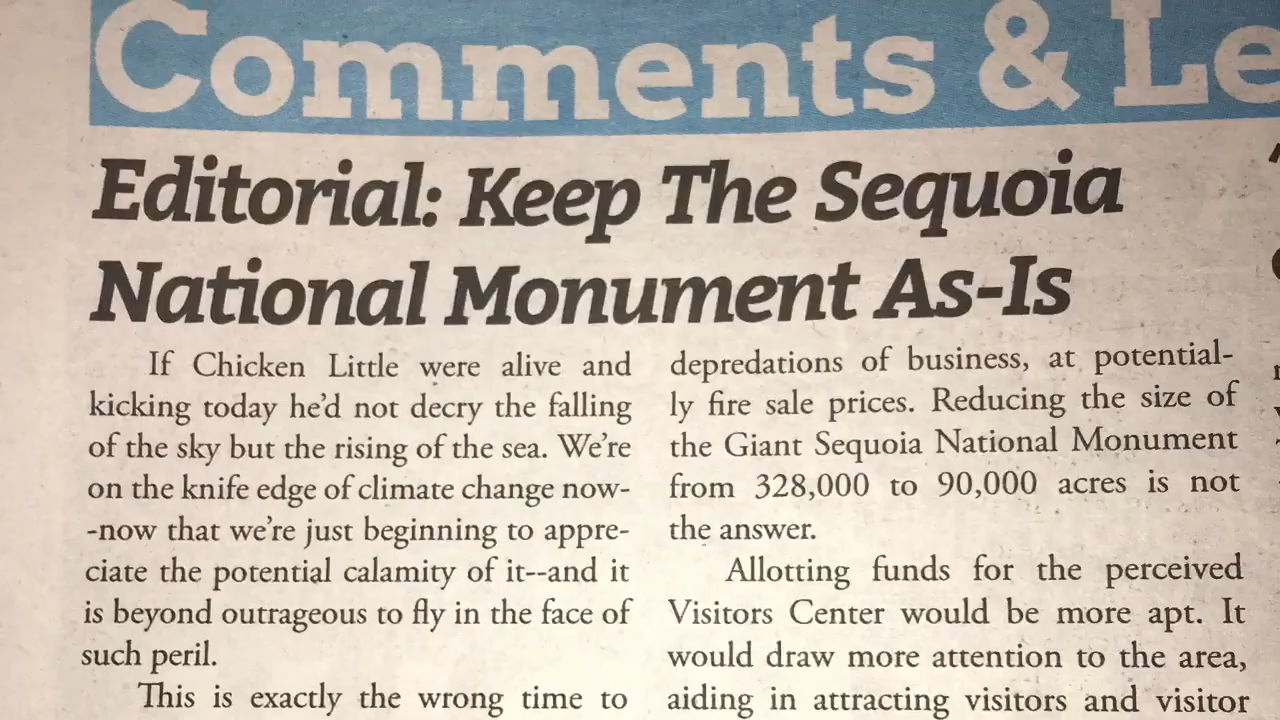 Comments & Le
Editorial: Keep The Sequoia
National Monument As-Is
If Chicken Little were alive and
kicking today he'd not decry the falling
of the sky but the rising of the sea. We're
on the knife edge of climate change now-
-now that we're just beginning to appre-
ciate the potential calamity of it--and it
is beyond outrageous to fly in the face of
such peril.
This is exactly the wrong time to
depredations of business, at potential-
ly fire sale prices. Reducing the size of
the Giant Sequoia National Monument
from 328,000 to 90,000 acres is not
the answer.
Allotting funds for the perceived
Visitors Center would be more apt. It
would draw more attention to the area,
aiding in attracting visitors and visitor